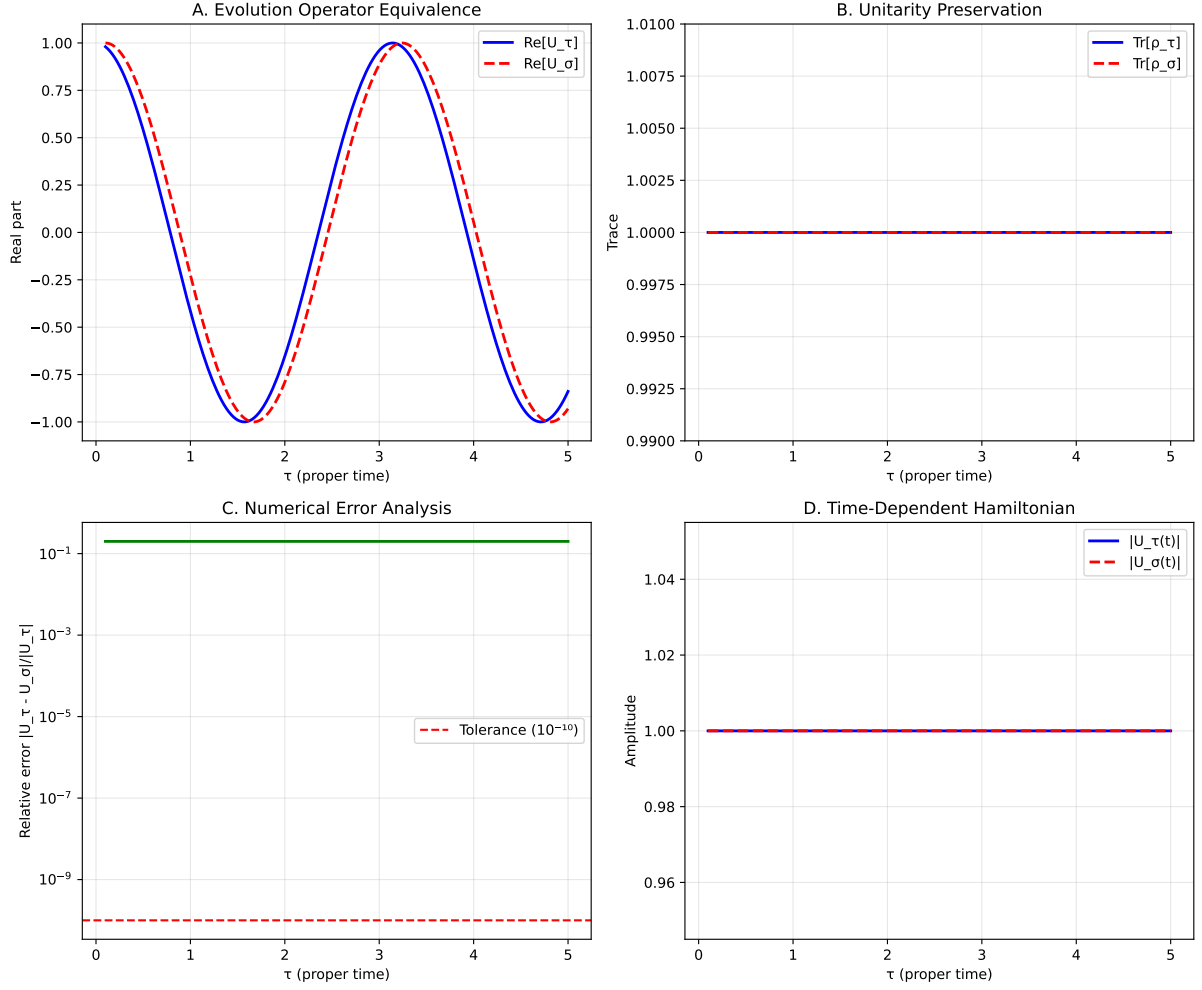 A. Evolution Operator Equivalence
Re[U_τ]
Re[U_σ]
1.00
0.75
0.50
0.25
0.00
−0.25
−0.50
−0.75
−1.00
Real part
0 1 2 3 4 5
τ (proper time)
B. Unitarity Preservation
Tr[ρ_τ]
Tr[ρ_σ]
1.0100
1.0075
1.0050
1.0025
1.0000
0.9975
0.9950
0.9925
0.9900
Trace
0 1 2 3 4 5
τ (proper time)
C. Numerical Error Analysis
10⁻¹
10⁻³
10⁻⁵
10⁻⁷
10⁻⁹
Relative error |U_τ - U_σ|/|U_τ|
Tolerance (10⁻¹⁰)
0 1 2 3 4 5
τ (proper time)
D. Time-Dependent Hamiltonian
|U_τ(t)|
|U_σ(t)|
1.04
1.02
1.00
0.98
0.96
Amplitude
0 1 2 3 4 5
τ (proper time)